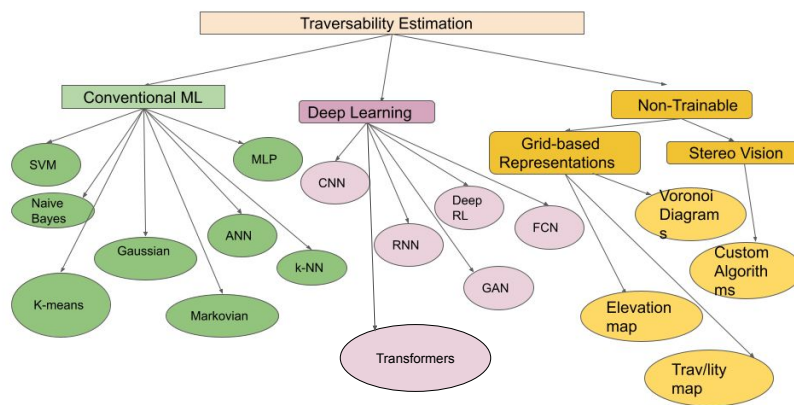 Traversability Estimation
Conventional ML
Deep Learning
Non-Trainable
Grid-based
Representations
Stereo Vision
SVM
MLP
CNN
Naive
Bayes
Deep
RL
Voronoi
Diagram
s
Gaussian
ANN
RNN
FCN
k-NN
Custom
Algorith
ms
K-means
Markovian
GAN
Elevation
map
Transformers
Trav/lity
map